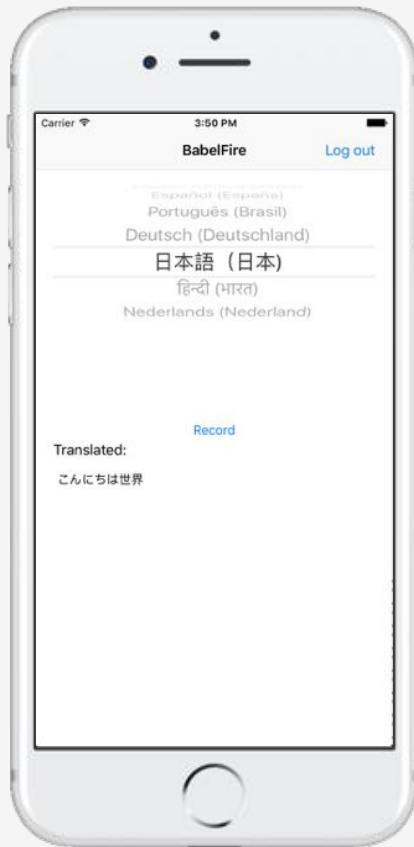 Carrier
3:50 PM
BabelFire
Log out
Español (España)
Português (Brasil)
Deutsch (Deutschland)
日本語（日本)
हिन्दी (भारत)
Nederlands (Nederland)
Record
Translated:
こんにちは世界